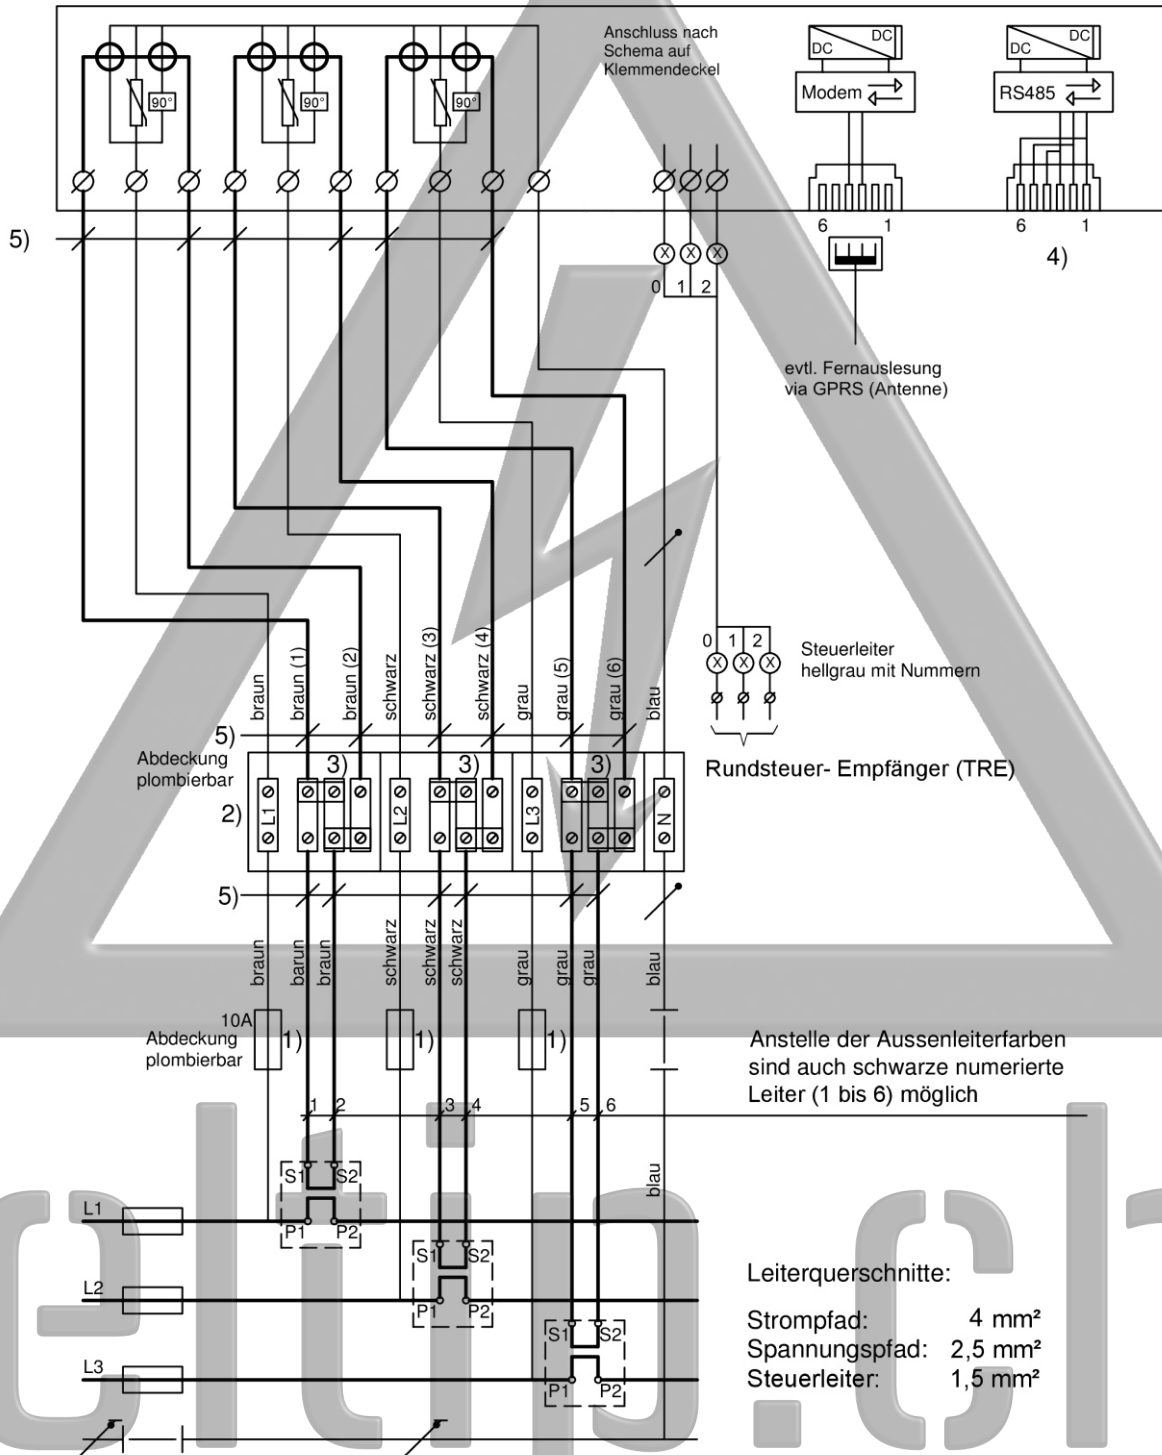 Anschluss nach
Schema auf
Klemmendeckel
DC
DC
DC
DC
Modem
RS485
90°
90°
90°
6
1
6
1
5)
4)
X
X
X
0
1
2
evtl. Fernauslesung
via GPRS (Antenne)
0
1
2
X
X
X
Steuerleiter
hellgrau mit Nummern
braun
braun (1)
braun (2)
schwarz
schwarz (3)
schwarz (4)
grau
grau (5)
grau (6)
blau
5)
Abdeckung
plombierbar
3)
3)
3)
Rundsteuer- Empfänger (TRE)
2)
L1
L2
L3
N
5)
braun
barun
braun
schwarz
schwarz
schwarz
grau
grau
grau
blau
10A
Abdeckung
plombierbar
1)
1)
1)
Anstelle der Aussenleiterfarben
sind auch schwarze numerierte
Leiter (1 bis 6) möglich
1
2
3
4
5
6
blau
S1
S2
L1
P1
P2
S1
S2
L2
P1
P2
S1
S2
L3
P1
P2
Leiterquerschnitte:
Strompfad: 4 mm²
Spannungspfad: 2,5 mm²
Steuerleiter: 1,5 mm²
eltip.ch